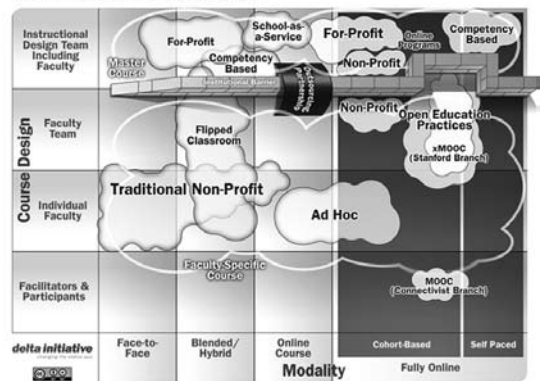 Instructional
Design Team
Including
Faculty
Faculty
Team
Individual
Faculty
Facilitators &
Participants
Course Design
Master
Course
For-Profit
School-as-
a-Service
Competency
Based
For-Profit
Non-Profit
Online
Programs
Competency
Based
Institutional Barrier
Partnership
Non-Profit
Open Education
Practices
xMOOC
(Stanford Branch)
Flipped
Classroom
Traditional Non-Profit
Ad Hoc
Faculty-Specific
Course
MOOC
(Connectivist Branch)
delta initiative
Face-to-
Face
Blended/
Hybrid
Online
Course
Cohort-Based
Self Paced
Modality
Fully Online